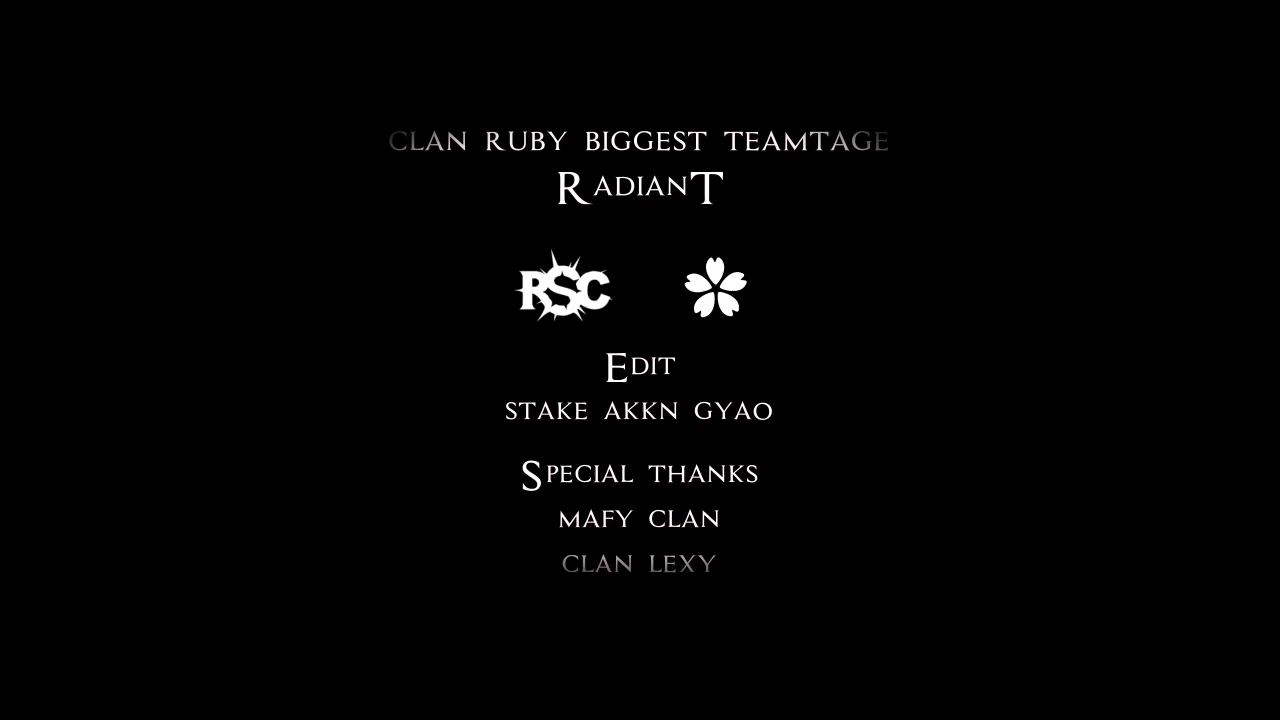 CLAN RUBY BIGGEST TEAMTAGE
RADIANT
RSC
EDIT
STAKE AKKN GYAO
SPECIAL THANKS
MAFY CLAN
CLAN LEXY